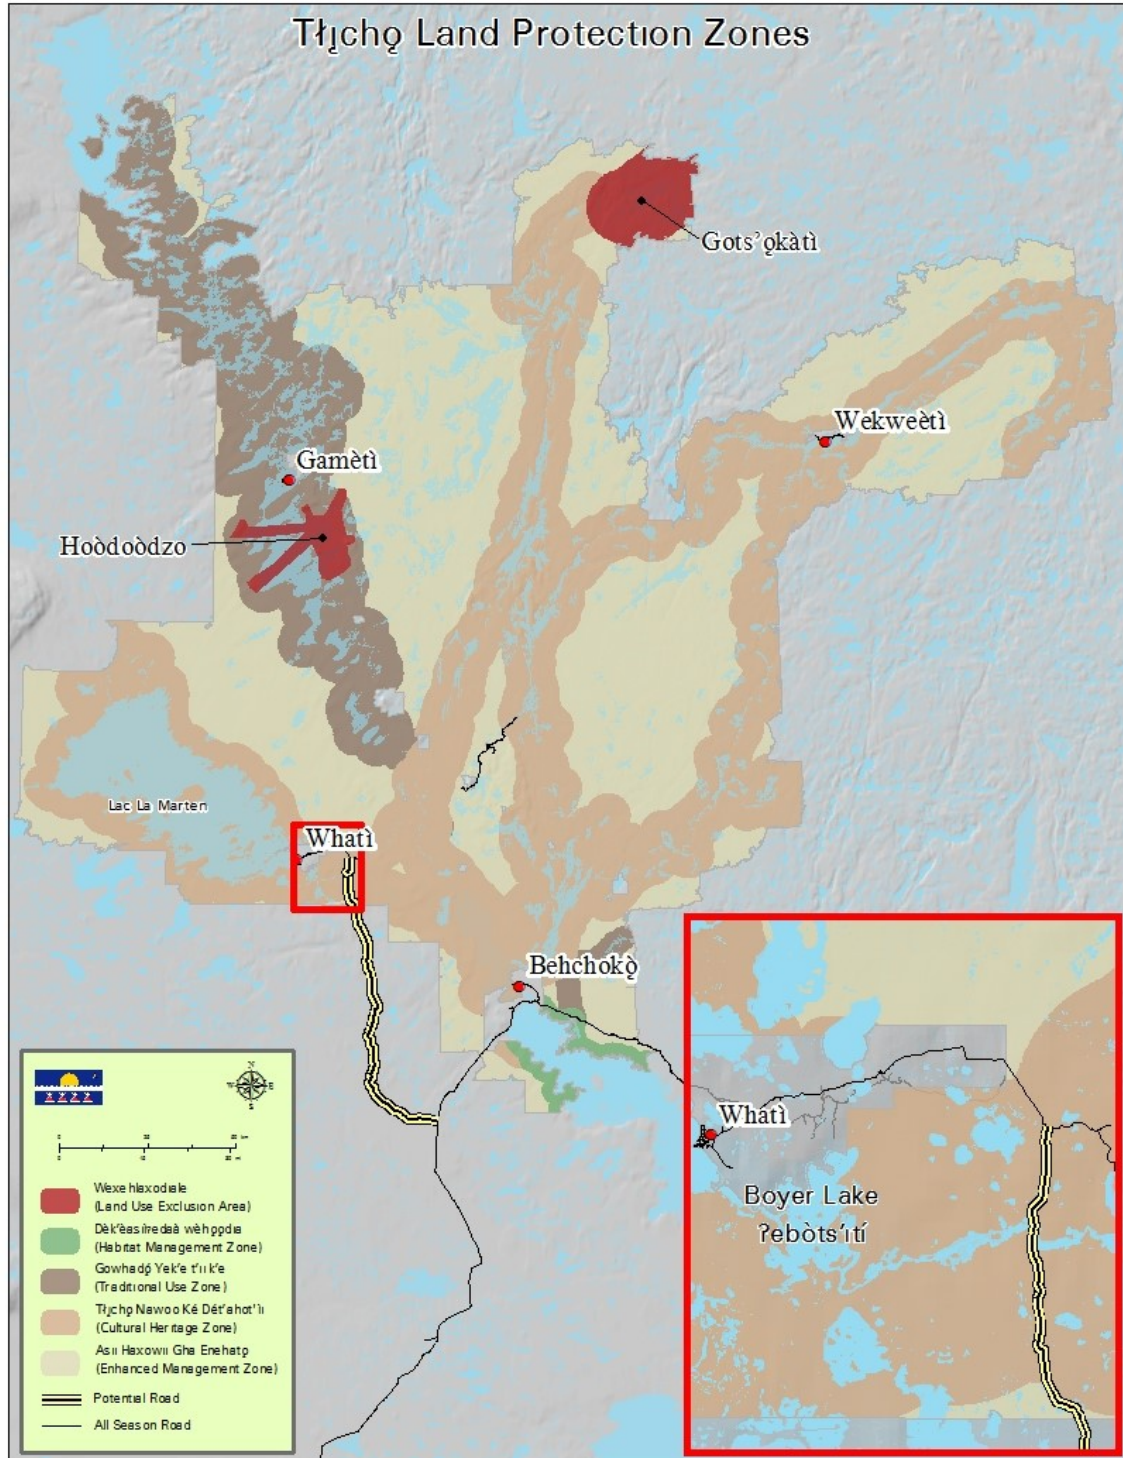 Tłı̨chǫ Land Protection Zones
Gots’ǫkàtì
Wekweètì
Gamètì
Hoòdoòdzo
Lac La Marten
Whatì
Behchokǫ̀
Whatì
Boyer Lake
ʔebòts’ıtí
N
W
E
S
Wexehlaxodıale
(Land Use Exclusion Area)
(Habitat Management Zone)
(Traditional Use Zone)
(Cultural Heritage Zone)
(Enhanced Management Zone)
Potential Road
All Season Road